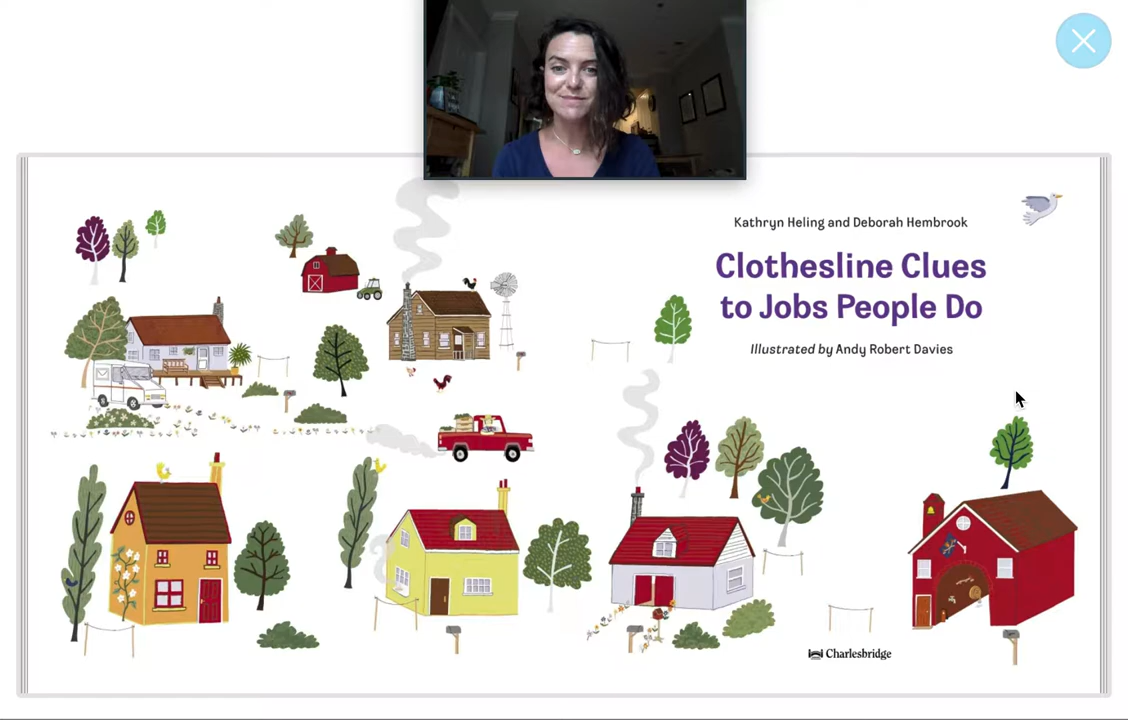 Kathryn Heling and Deborah Hembrook
Clothesline Clues
to Jobs People Do
Illustrated by Andy Robert Davies
Charlesbridge